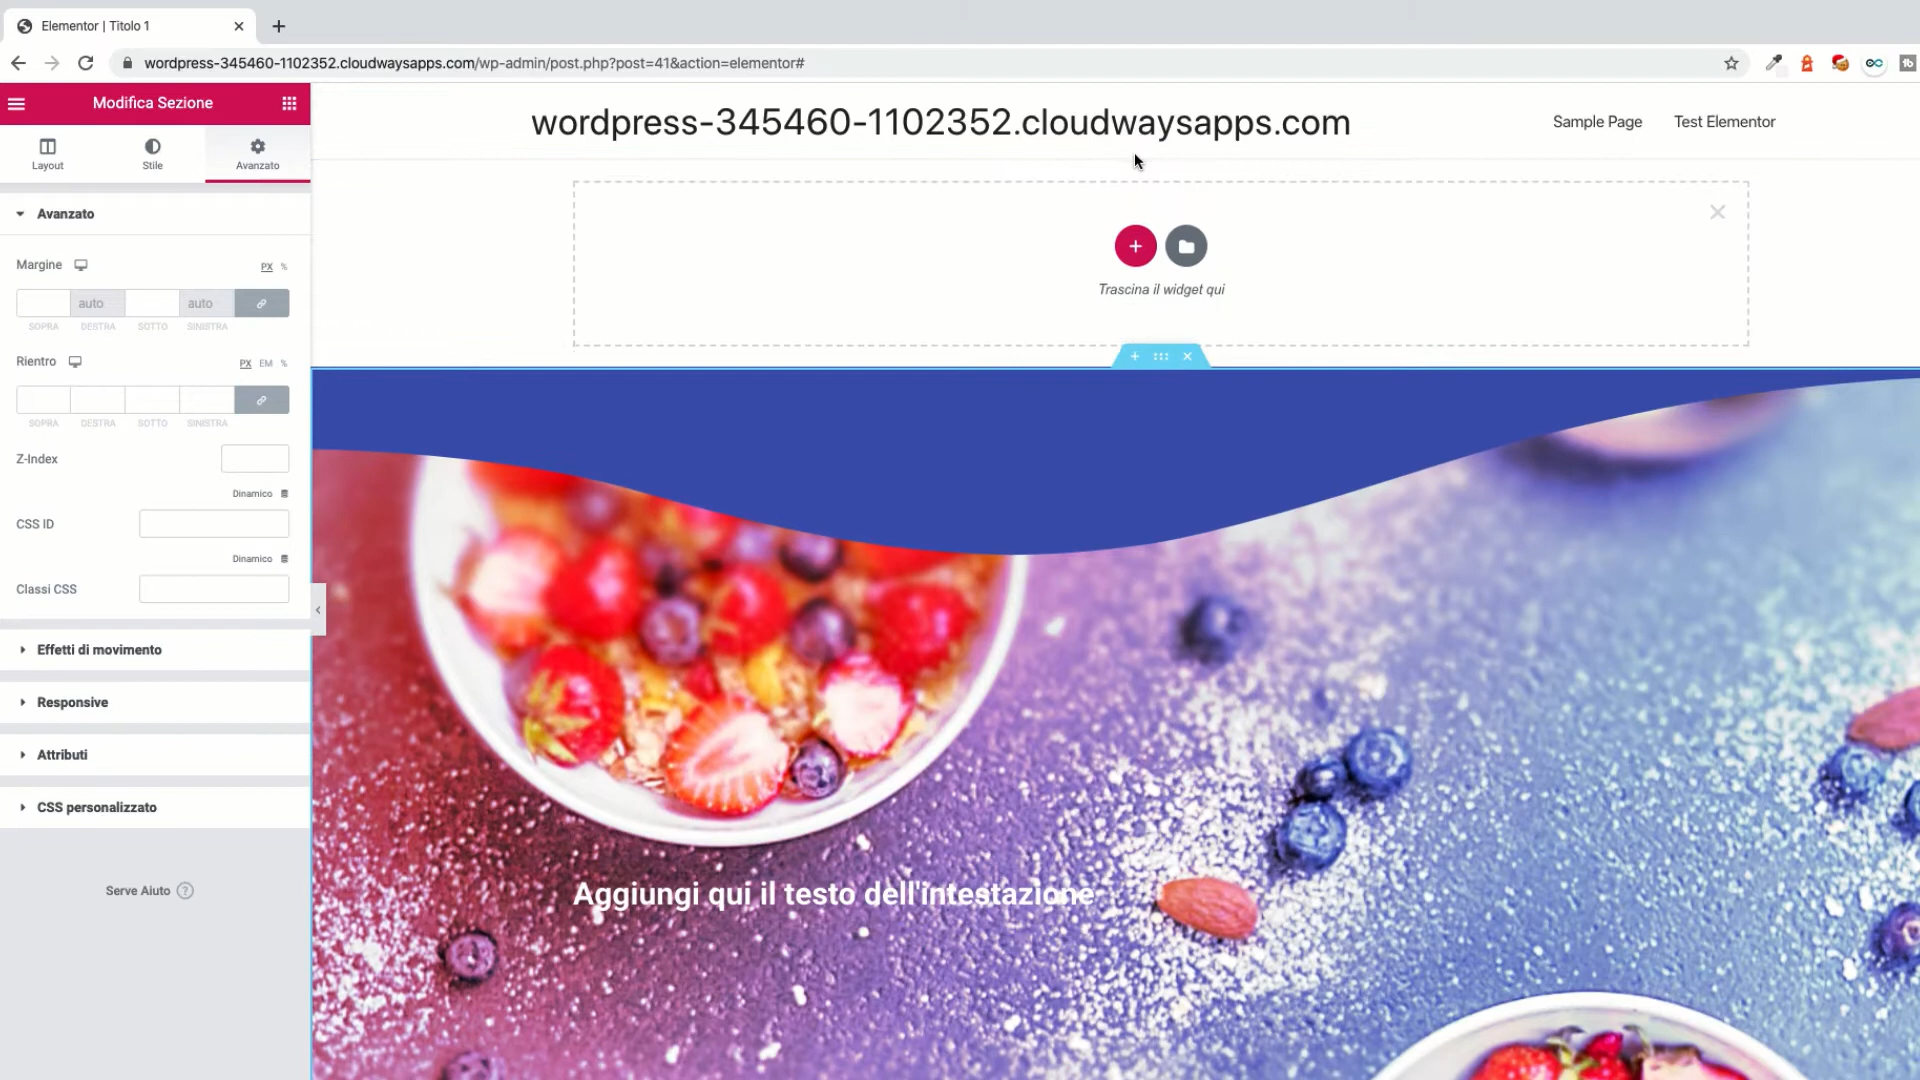 Elementor | Titolo 1
wordpress-345460-1102352.cloudwaysapps.com/wp-admin/post.php?post=41&action=elementor#
Modifica Sezione
Layout
Stile
Avanzato
Avanzato
Margine
PX %
auto auto
SOPRA DESTRA SOTTO SINISTRA
Rientro
PX EM %
SOPRA DESTRA SOTTO SINISTRA
Z-Index
Dinamico
CSS ID
Dinamico
Classi CSS
Effetti di movimento
Responsive
Attributi
CSS personalizzato
Serve Aiuto ?
wordpress-345460-1102352.cloudwaysapps.com
Sample Page
Test Elementor
Trascina il widget qui
Aggiungi qui il testo dell'intestazione